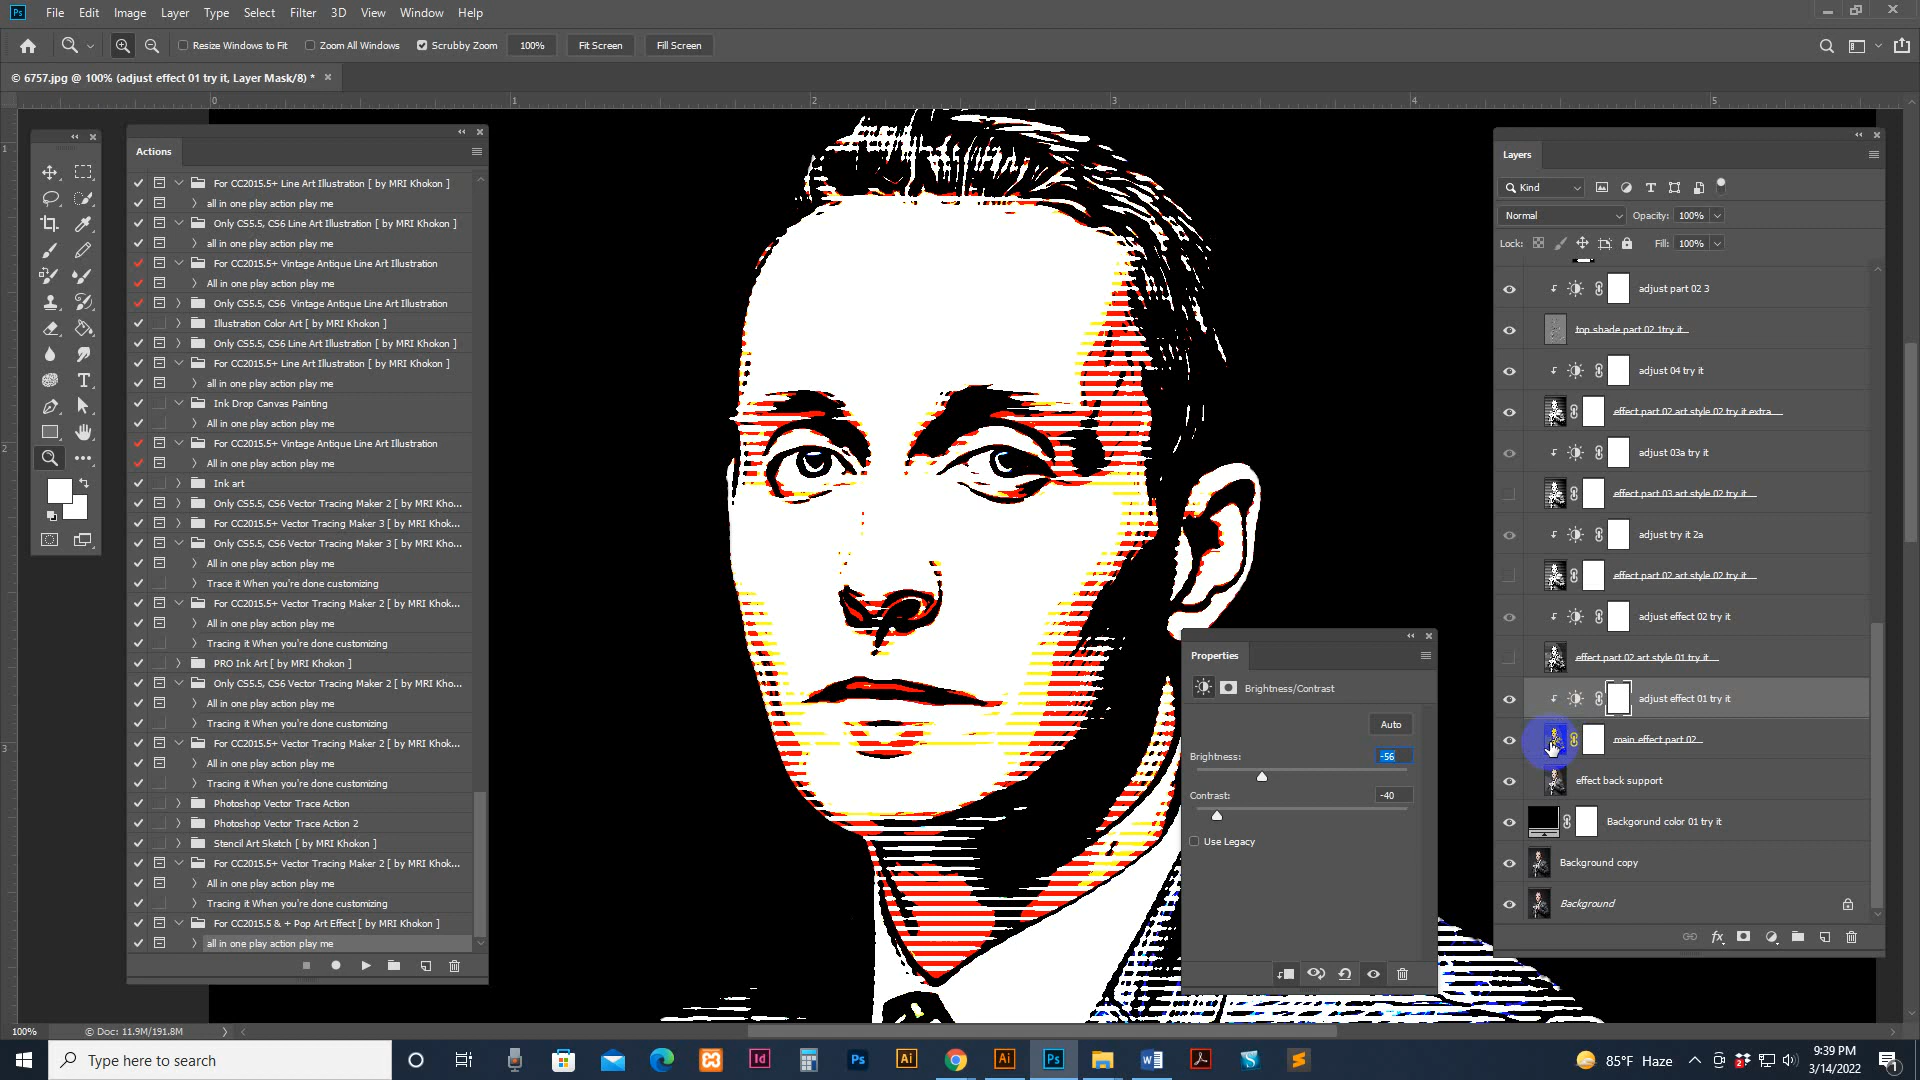 Ps File Edit Image Layer Type Select Filter 3D View Window Help
Resize Windows to Fit Zoom All Windows Scrubby Zoom 100% Fit Screen Fill Screen
© 6757.jpg @ 100% (adjust effect 01 try it, Layer Mask/8) * ×
0 1 2 3 4 5
1
2
3
Actions
For CC2015.5+ Line Art Illustration [ by MRI Khokon ]
all in one play action play me
Only CS5.5, CS6 Line Art Illustration [ by MRI Khokon ]
all in one play action play me
For CC2015.5+ Vintage Antique Line Art Illustration
All in one play action play me
Only CS5.5, CS6  Vintage Antique Line Art Illustration
Illustration Color Art [ by MRI Khokon ]
Only CS5.5, CS6 Line Art Illustration [ by MRI Khokon ]
For CC2015.5+ Line Art Illustration [ by MRI Khokon ]
all in one play action play me
Ink Drop Canvas Painting
All in one play action play me
For CC2015.5+ Vintage Antique Line Art Illustration
All in one play action play me
Ink art
Only CS5.5, CS6 Vector Tracing Maker 2 [ by MRI Kho...
For CC2015.5+ Vector Tracing Maker 3 [ by MRI Khok...
Only CS5.5, CS6 Vector Tracing Maker 3 [ by MRI Kho...
All in one play action play me
Trace it When you're done customizing
For CC2015.5+ Vector Tracing Maker 2 [ by MRI Khok...
All in one play action play me
Tracing it When you're done customizing
PRO Ink Art [ by MRI Khokon ]
Only CS5.5, CS6 Vector Tracing Maker 2 [ by MRI Kho...
All in one play action play me
Tracing it When you're done customizing
For CC2015.5+ Vector Tracing Maker 2 [ by MRI Khok...
All in one play action play me
Tracing it When you're done customizing
Photoshop Vector Trace Action
Photoshop Vector Trace Action 2
Stencil Art Sketch [ by MRI Khokon ]
For CC2015.5+ Vector Tracing Maker 2 [ by MRI Khok...
All in one play action play me
Tracing it When you're done customizing
For CC2015.5 & + Pop Art Effect [ by MRI Khokon ]
all in one play action play me
Properties
Brightness/Contrast
Auto
Brightness: -56
Contrast: -40
Use Legacy
Layers
Kind
Normal Opacity: 100%
Lock: Fill: 100%
adjust part 02 3
top shade part 02 1try it
adjust 04 try it
effect part 02 art style 02 try it extra
adjust 03a try it
effect part 03 art style 02 try it
adjust try it 2a
effect part 02 art style 02 try it
adjust effect 02 try it
effect part 02 art style 01 try it
adjust effect 01 try it
main effect part 02
effect back support
Backgorund color 01 try it
Background copy
Background
fx
100% © Doc: 11.9M/191.8M
Type here to search
Id Ps Ai Ai Ps
85°F Haze
9:39 PM
3/14/2022
1